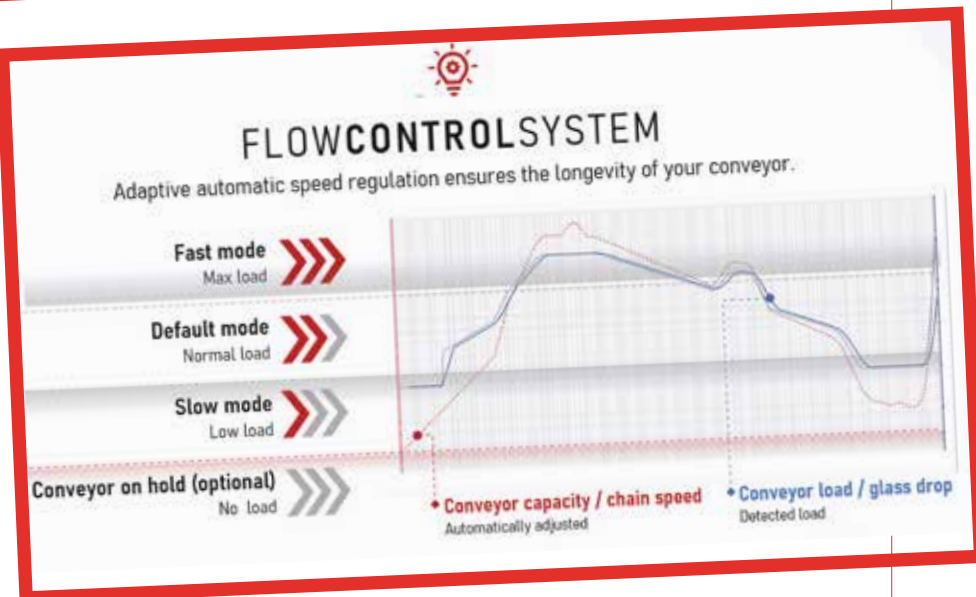 FLOWCONTROLSYSTEM
Adaptive automatic speed regulation ensures the longevity of your conveyor.
Fast mode
Max load
Default mode
Normal load
Slow mode
Low load
Conveyor on hold (optional)
No load
Conveyor capacity / chain speed
Automatically adjusted
Conveyor load / glass drop
Detected load